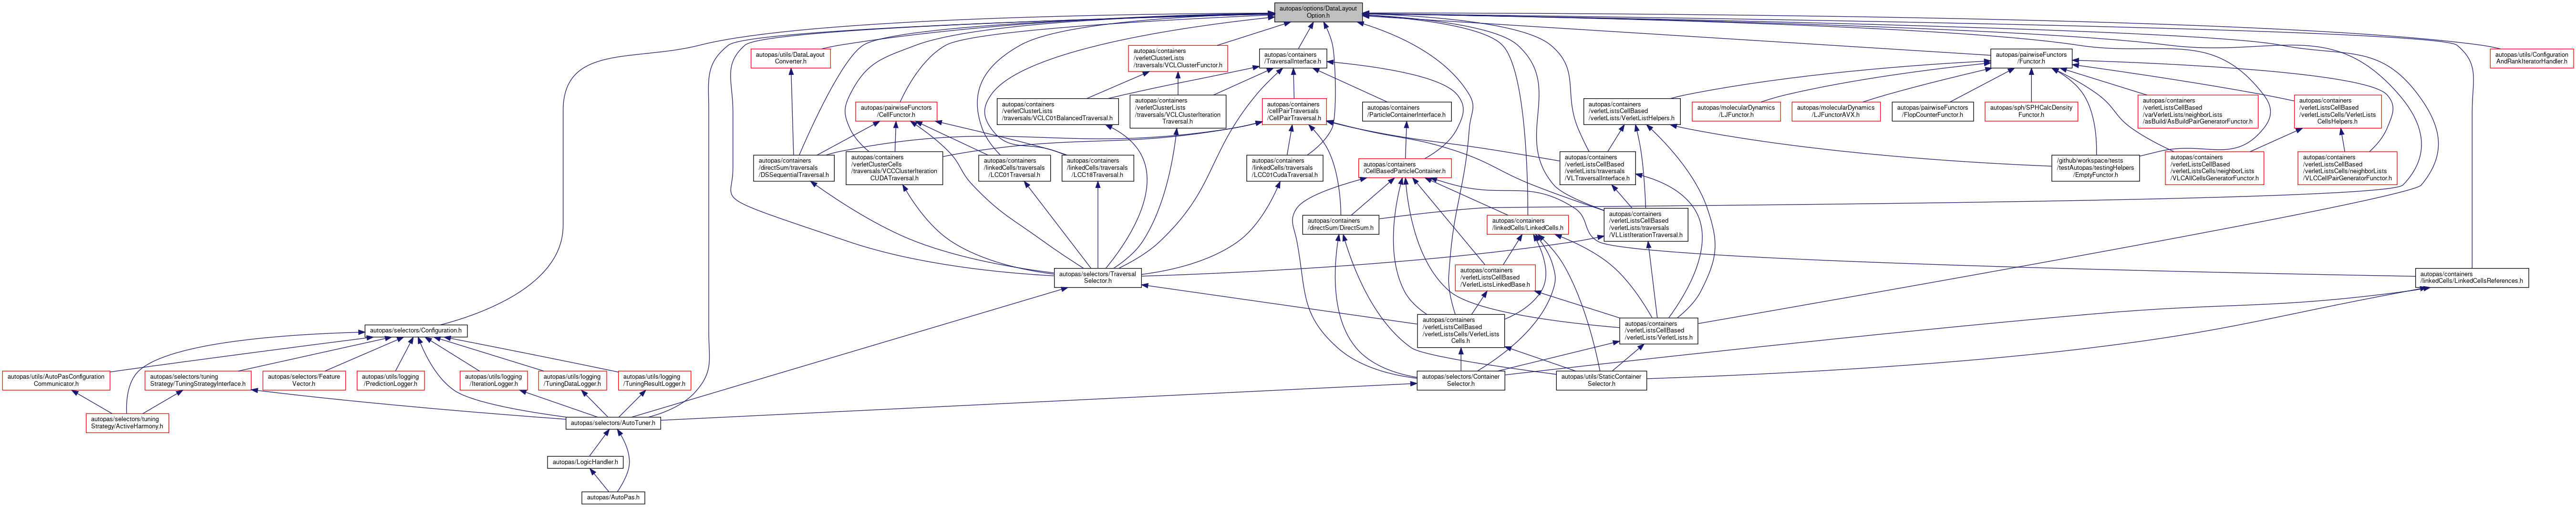 autopas/options/DataLayout
Option.h
autopas/utils/DataLayout
Converter.h
autopas/containers
/verletClusterLists
/traversals/VCLClusterFunctor.h
autopas/containers
/TraversalInterface.h
autopas/pairwiseFunctors
/Functor.h
autopas/utils/Configuration
AndRankIteratorHandler.h
autopas/pairwiseFunctors
/CellFunctor.h
autopas/containers
/verletClusterLists
/traversals/VCLC01BalancedTraversal.h
autopas/containers
/verletClusterLists
/traversals/VCLClusterIteration
Traversal.h
autopas/containers
/cellPairTraversals
/CellPairTraversal.h
autopas/containers
/ParticleContainerInterface.h
autopas/containers
/verletListsCellBased
/verletLists/VerletListHelpers.h
autopas/molecularDynamics
/LJFunctor.h
autopas/molecularDynamics
/LJFunctorAVX.h
autopas/pairwiseFunctors
/FlopCounterFunctor.h
autopas/sph/SPHCalcDensity
Functor.h
autopas/containers
/verletListsCellBased
/varVerletLists/neighborLists
/asBuild/AsBuildPairGeneratorFunctor.h
autopas/containers
/verletListsCellBased
/verletListsCells/VerletLists
CellsHelpers.h
autopas/containers
/directSum/traversals
/DSSequentialTraversal.h
autopas/containers
/verletClusterCells
/traversals/VCCClusterIteration
CUDATraversal.h
autopas/containers
/linkedCells/traversals
/LCC01Traversal.h
autopas/containers
/linkedCells/traversals
/LCC18Traversal.h
autopas/containers
/linkedCells/traversals
/LCC01CudaTraversal.h
autopas/containers
/CellBasedParticleContainer.h
autopas/containers
/verletListsCellBased
/verletLists/traversals
/VLTraversalInterface.h
/github/workspace/tests
/testAutopas/testingHelpers
/EmptyFunctor.h
autopas/containers
/verletListsCellBased
/verletListsCells/neighborLists
/VLCAllCellsGeneratorFunctor.h
autopas/containers
/verletListsCellBased
/verletListsCells/neighborLists
/VLCCellPairGeneratorFunctor.h
autopas/containers
/directSum/DirectSum.h
autopas/containers
/linkedCells/LinkedCells.h
autopas/containers
/verletListsCellBased
/verletLists/traversals
/VLListIterationTraversal.h
autopas/selectors/Traversal
Selector.h
autopas/containers
/verletListsCellBased
/VerletListsLinkedBase.h
autopas/containers
/linkedCells/LinkedCellsReferences.h
autopas/selectors/Configuration.h
autopas/containers
/verletListsCellBased
/verletListsCells/VerletLists
Cells.h
autopas/containers
/verletListsCellBased
/verletLists/VerletLists.h
autopas/utils/AutoPasConfiguration
Communicator.h
autopas/selectors/tuning
Strategy/TuningStrategyInterface.h
autopas/selectors/Feature
Vector.h
autopas/utils/logging
/PredictionLogger.h
autopas/utils/logging
/IterationLogger.h
autopas/utils/logging
/TuningDataLogger.h
autopas/utils/logging
/TuningResultLogger.h
autopas/selectors/Container
Selector.h
autopas/utils/StaticContainer
Selector.h
autopas/selectors/tuning
Strategy/ActiveHarmony.h
autopas/selectors/AutoTuner.h
autopas/LogicHandler.h
autopas/AutoPas.h